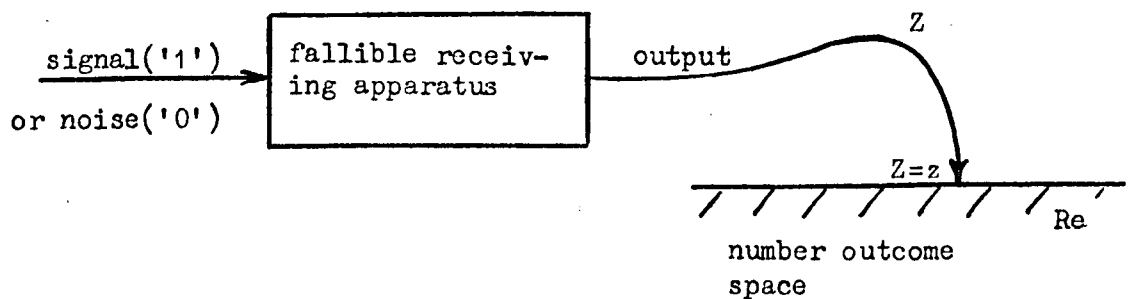 signal('1')
or noise('0')
fallible receiv-
ing apparatus
output
Z
Z=z
Re
number outcome
space